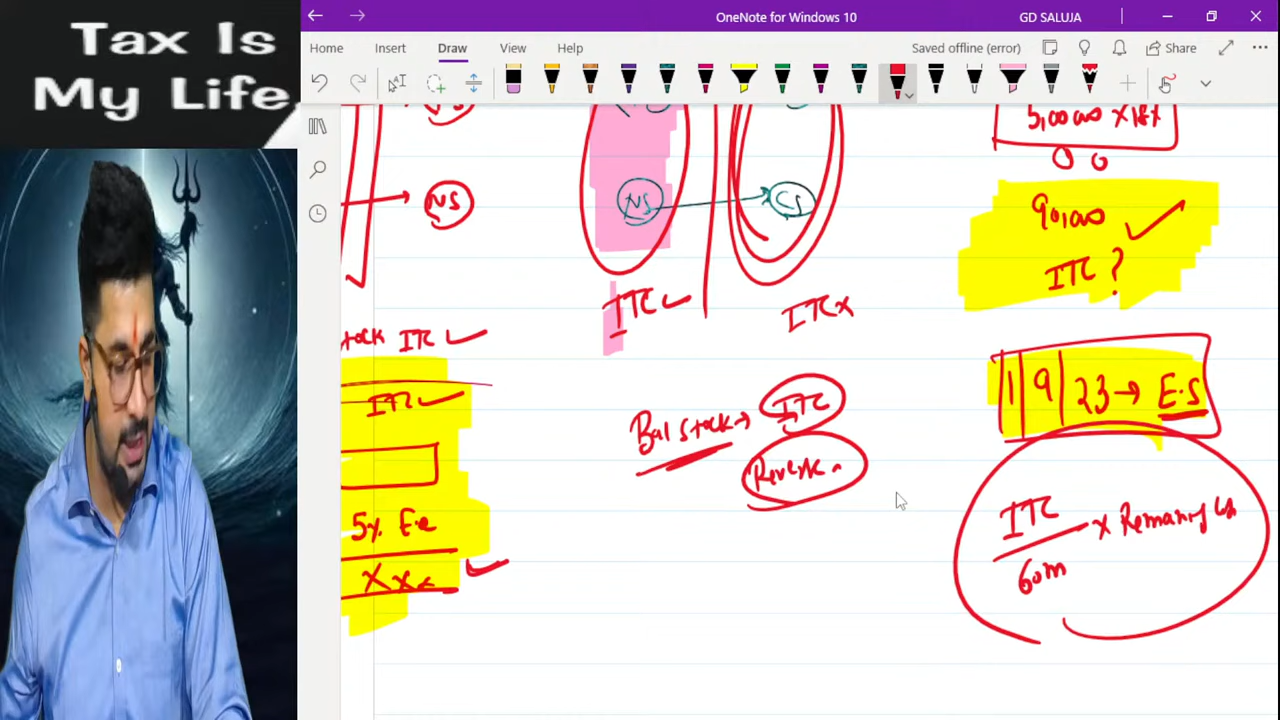 Tax Is
My Life
OneNote for Windows 10
GD SALUJA
Home Insert Draw View Help
Saved offline (error)
Share
NS
NS
CS
5,00,000 x 18%
90,000
ITC ?
ITC
ITC x
stock ITC
ITC
1 | 9 | 23 → E.S
Bal stock → ITC
Reverse
5%
xxx
ITC
60m
x Remaining